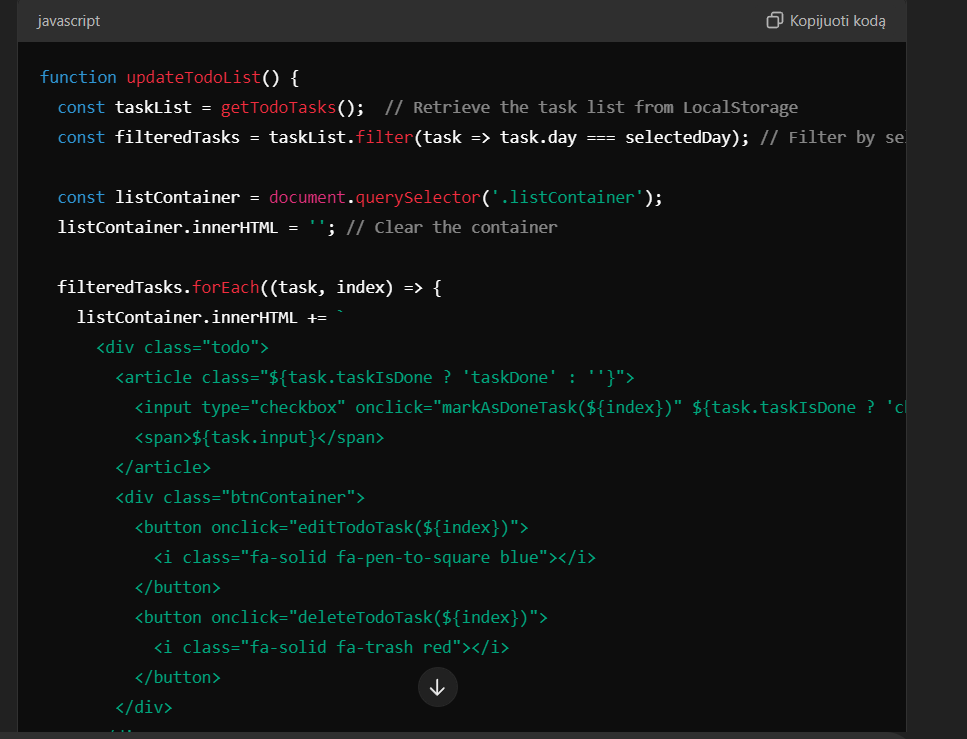 javascript
Kopijuoti kodą
function updateTodoList() {
const taskList = getTodoTasks();  // Retrieve the task list from LocalStorage
const filteredTasks = taskList.filter(task => task.day === selectedDay); // Filter by
const listContainer = document.querySelector('.listContainer');
listContainer.innerHTML = ''; // Clear the container
filteredTasks.forEach((task, index) => {
listContainer.innerHTML += `
<div class="todo">
<article class="${task.taskIsDone ? 'taskDone' : ''}">
<input type="checkbox" onclick="markAsDoneTask(${index})" ${task.taskIsDone ?
<span>${task.input}</span>
</article>
<div class="btnContainer">
<button onclick="editTodoTask(${index})">
<i class="fa-solid fa-pen-to-square blue"></i>
</button>
<button onclick="deleteTodoTask(${index})">
<i class="fa-solid fa-trash red"></i>
</button>
</div>